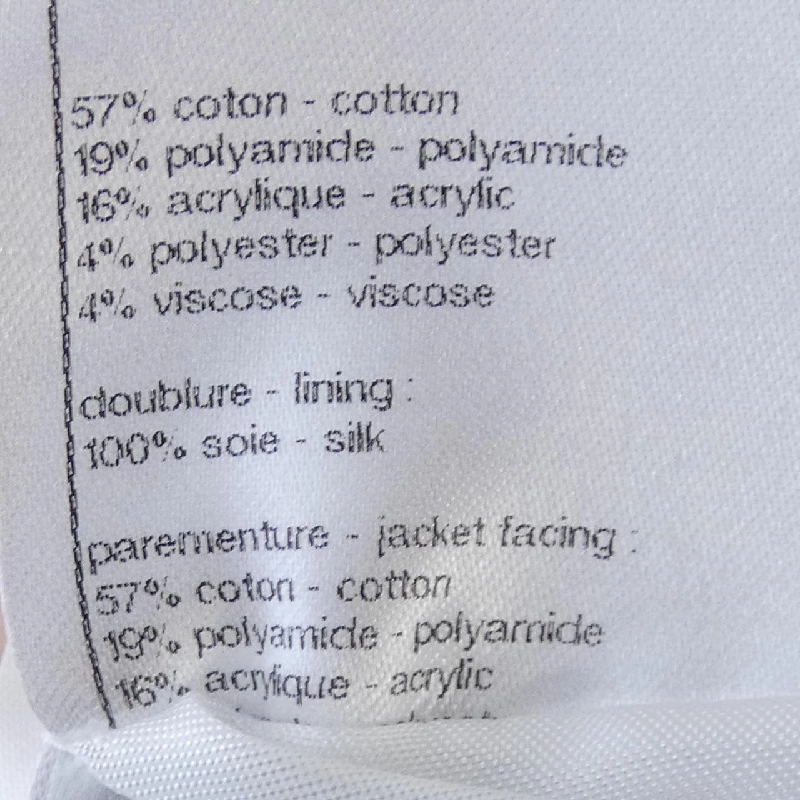 57% coton - cotton
19% polyamide - polyamide
16% acrylique - acrylic
4% polyester - polyester
4% viscose - viscose
doublure - lining :
100% soie - silk
parementure - jacket facing :
57% coton - cotton
19% polyamide - polyamide
16% acrylique - acrylic